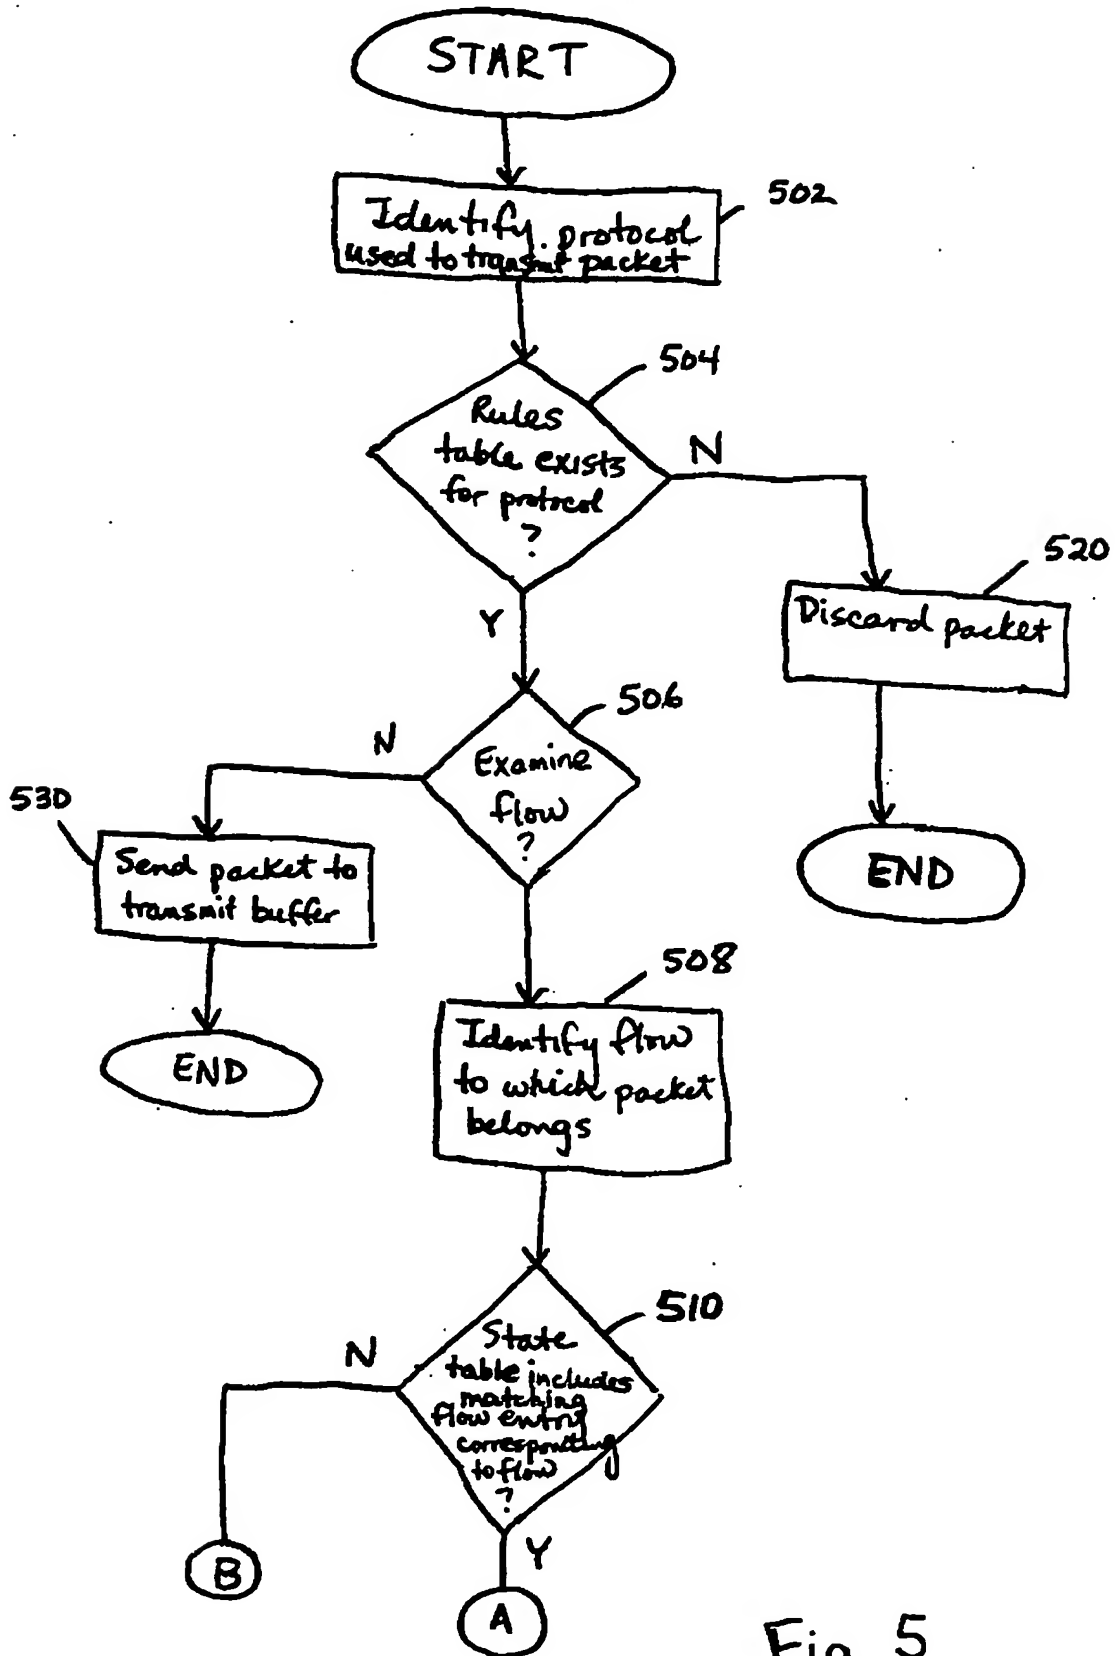 START
502
Identify protocol
used to transmit packet
504
Rules
table exists
for protocol
?
N
520
Discard packet
Y
506
N
Examine
flow
?
530
Send packet to
transmit buffer
END
508
END
Identify flow
to which packet
belongs
510
N
State
table includes
matching
flow entry
corresponding
to flow
?
Y
B
A
Fig. 5